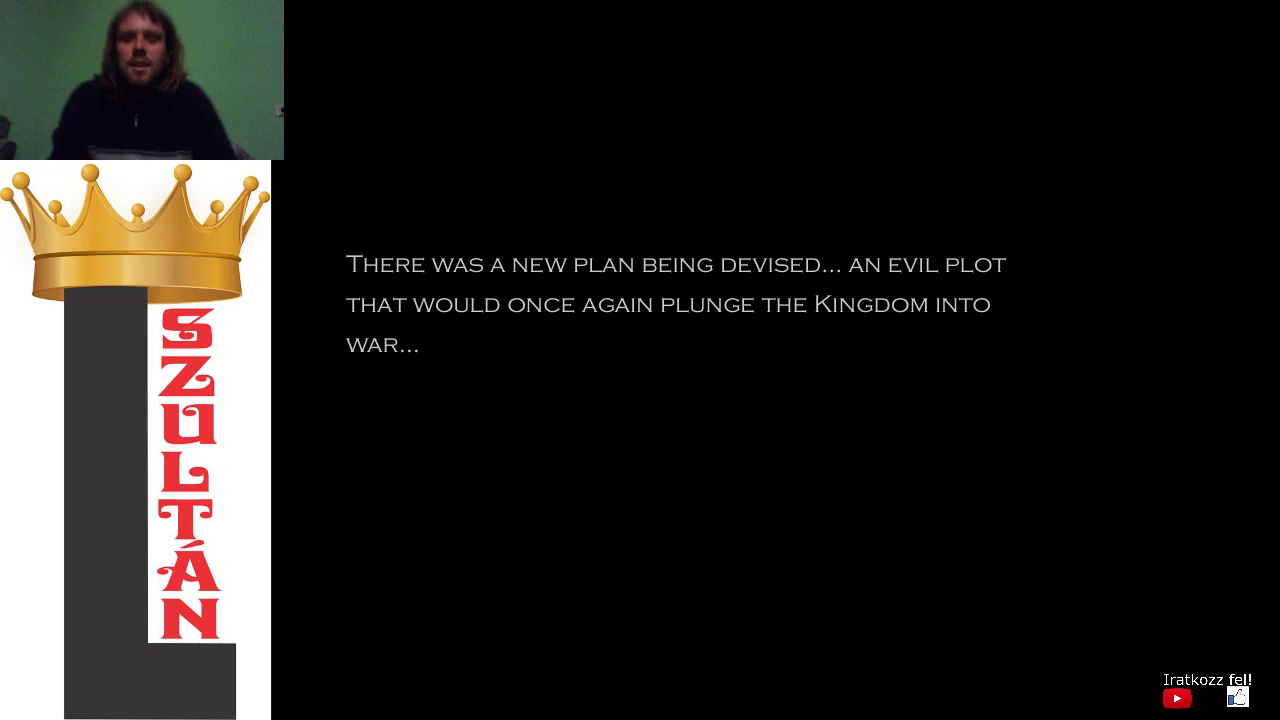 There was a new plan being devised... an evil plot
that would once again plunge the Kingdom into
war...
L
SZULTÁN
Iratkozz fel!